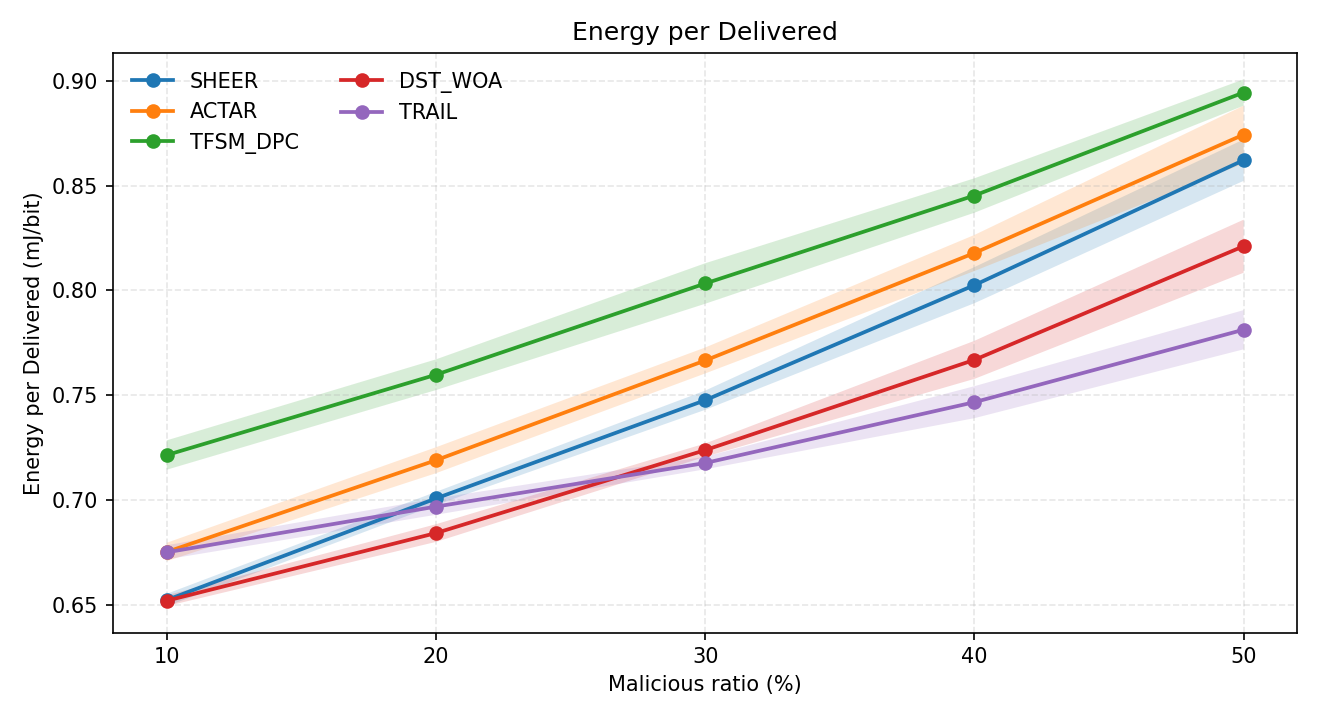 Energy per Delivered
SHEER
ACTAR
TFSM_DPC
DST_WOA
TRAIL
Energy per Delivered (mJ/bit)
0.90
0.85
0.80
0.75
0.70
0.65
10 20 30 40 50
Malicious ratio (%)